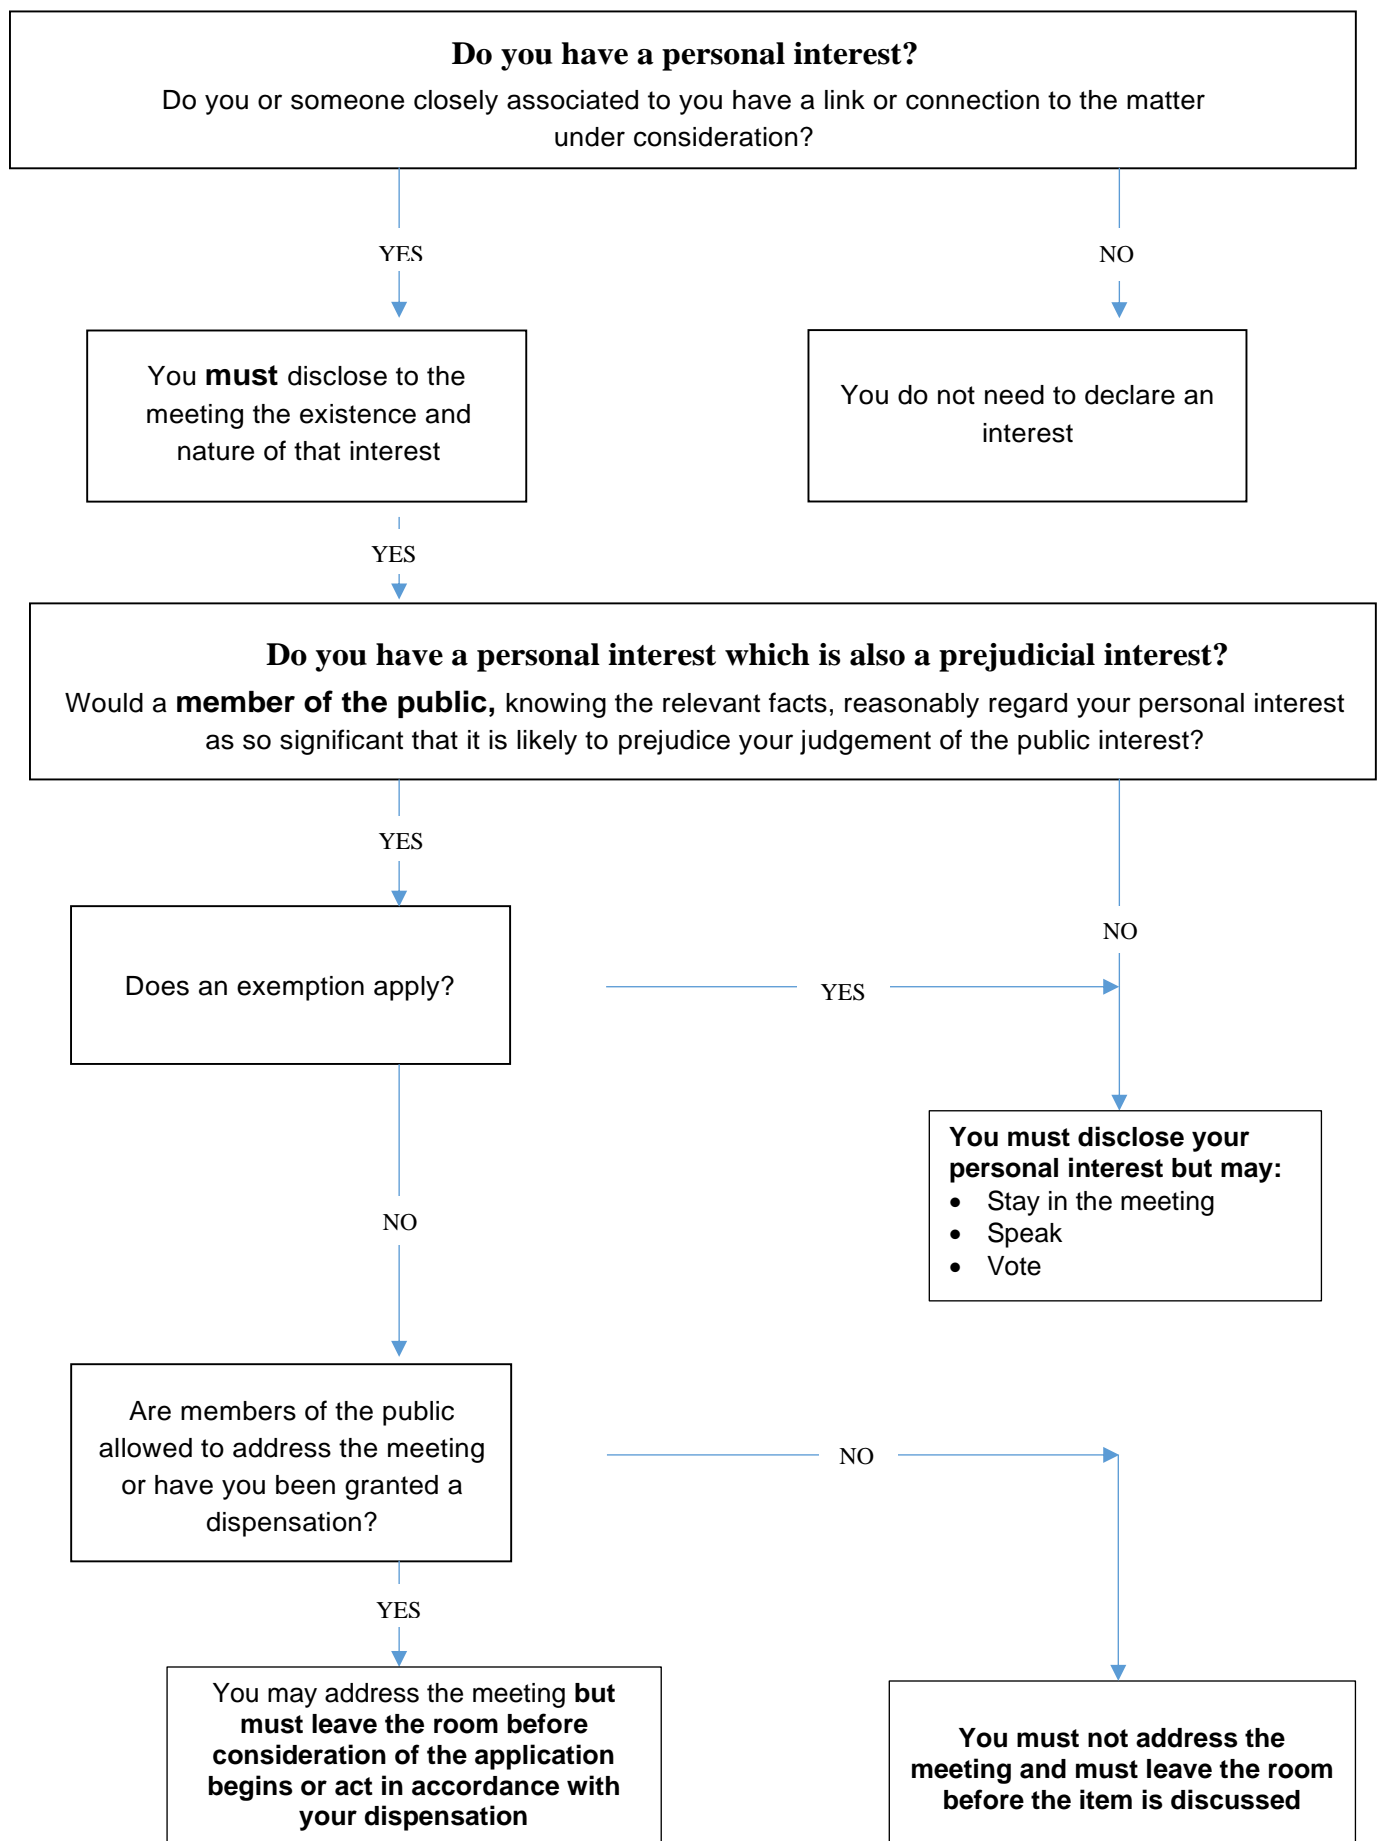 Do you have a personal interest?
Do you or someone closely associated to you have a link or connection to the matter
under consideration?
YES
NO
You must disclose to the
meeting the existence and
nature of that interest
You do not need to declare an
interest
YES
Do you have a personal interest which is also a prejudicial interest?
Would a member of the public, knowing the relevant facts, reasonably regard your personal interest
as so significant that it is likely to prejudice your judgement of the public interest?
YES
NO
Does an exemption apply?
YES
You must disclose your
personal interest but may:
• Stay in the meeting
• Speak
• Vote
NO
Are members of the public
allowed to address the meeting
or have you been granted a
dispensation?
NO
YES
You may address the meeting but
must leave the room before
consideration of the application
begins or act in accordance with
your dispensation
You must not address the
meeting and must leave the room
before the item is discussed